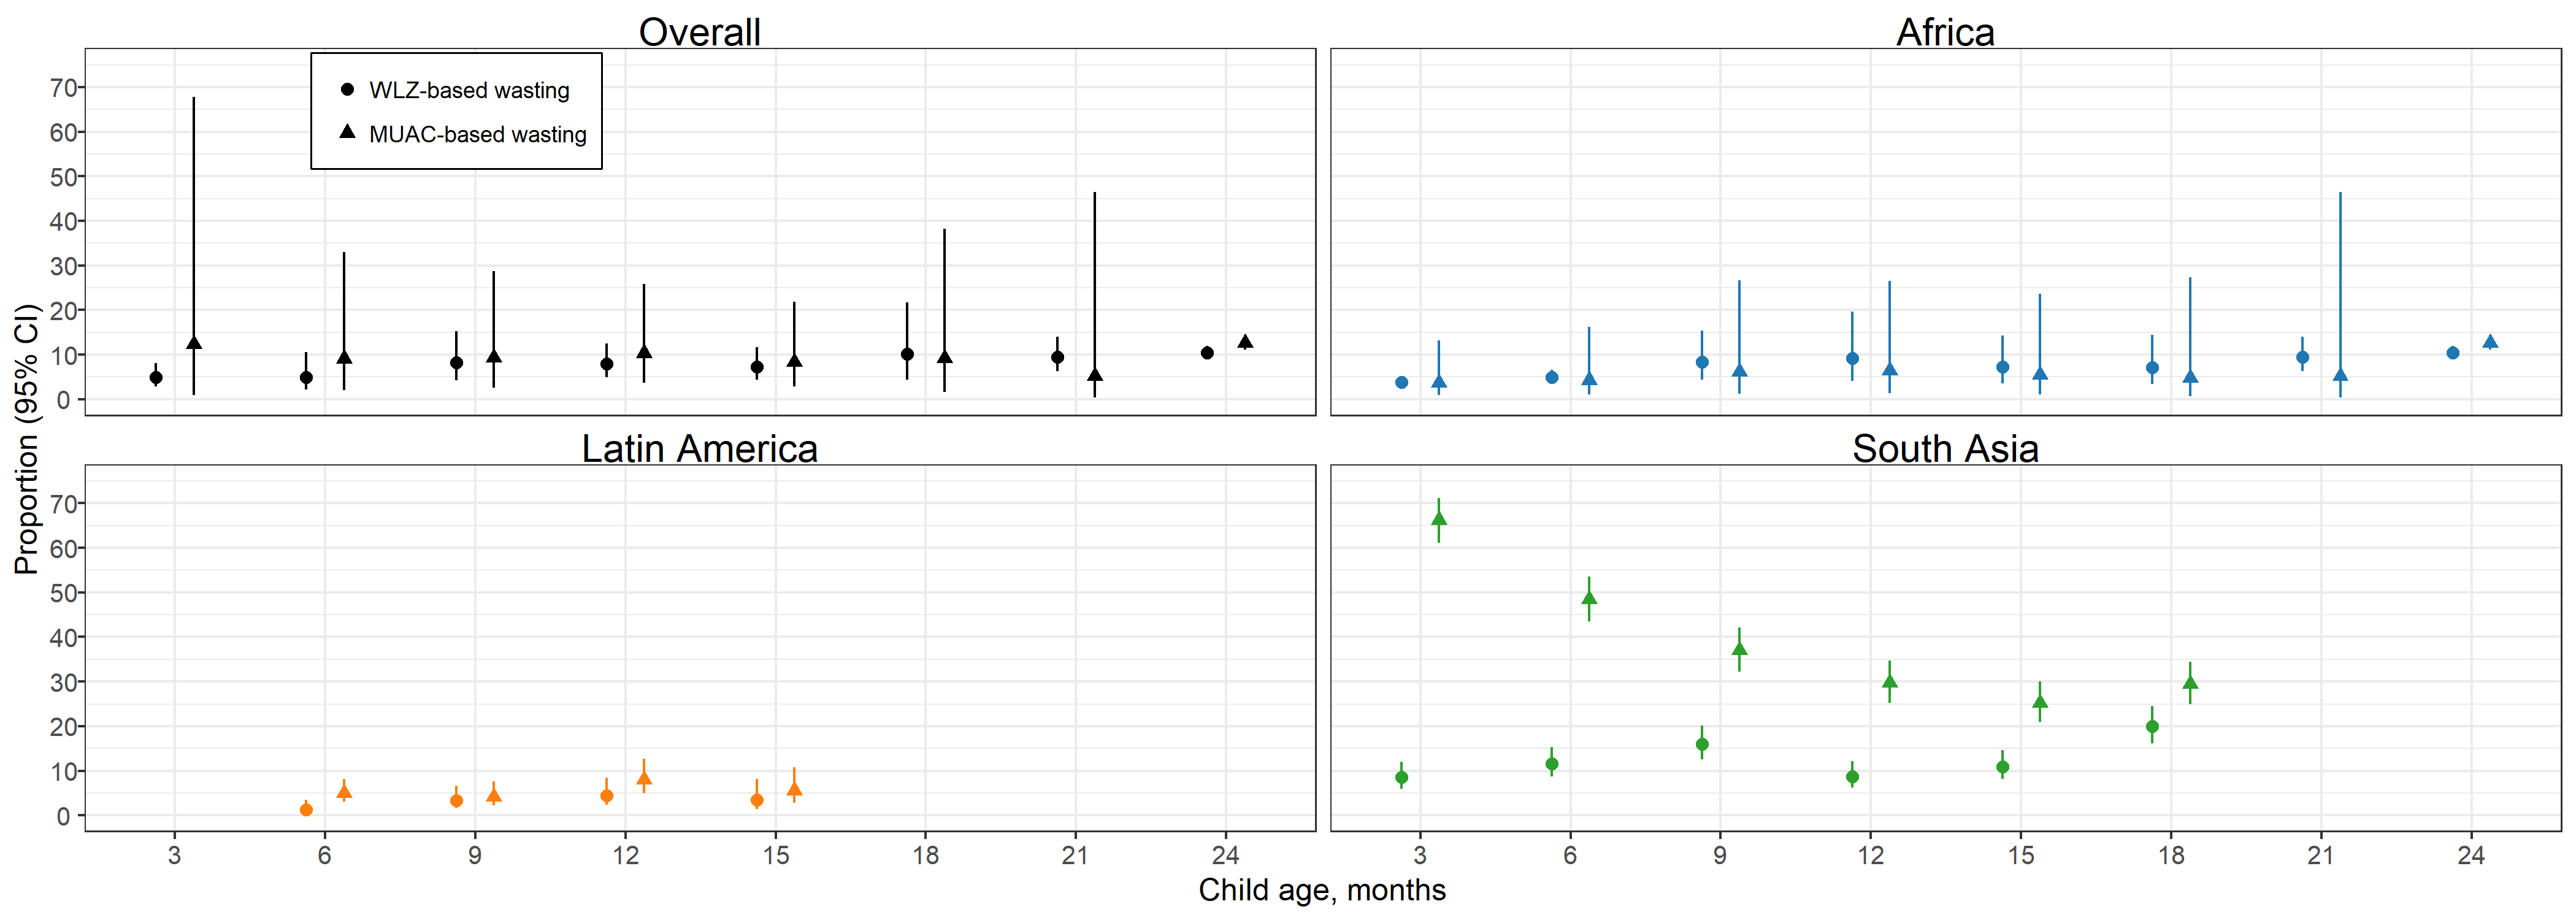 Overall
Africa
WLZ-based wasting
MUAC-based wasting
70
60
50
40
30
20
10
0
Proportion (95% CI)
Latin America
South Asia
70
60
50
40
30
20
10
0
3 6 9 12 15 18 21 24
3 6 9 12 15 18 21 24
Child age, months